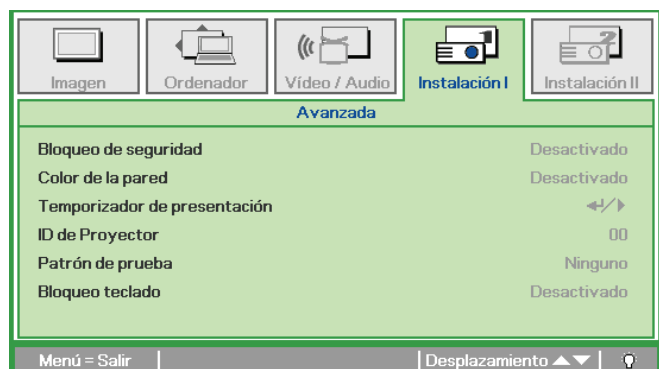 Imagen Ordenador Vídeo / Audio Instalación I Instalación II
Avanzada
Bloqueo de seguridad Desactivado
Color de la pared Desactivado
Temporizador de presentación
ID de Proyector 00
Patrón de prueba Ninguno
Bloqueo teclado Desactivado
Menú = Salir Desplazamiento ▲▼